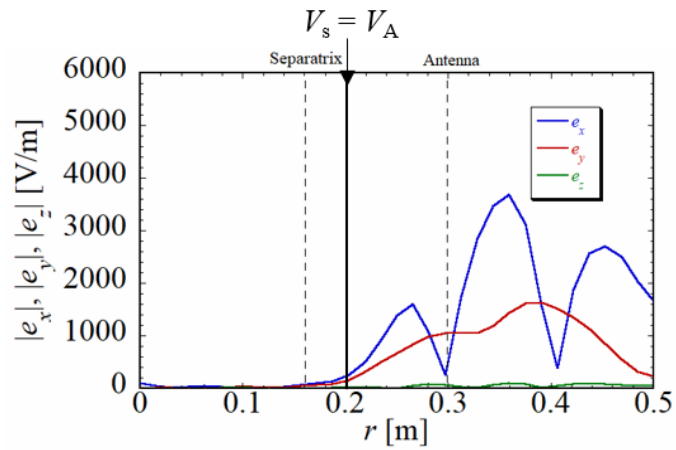 V_s = V_A
Separatrix
Antenna
6000
5000
4000
3000
2000
1000
0
|e_x|, |e_y|, |e_z| [V/m]
e_x
e_y
e_z
0
0.1
0.2
0.3
0.4
0.5
r [m]